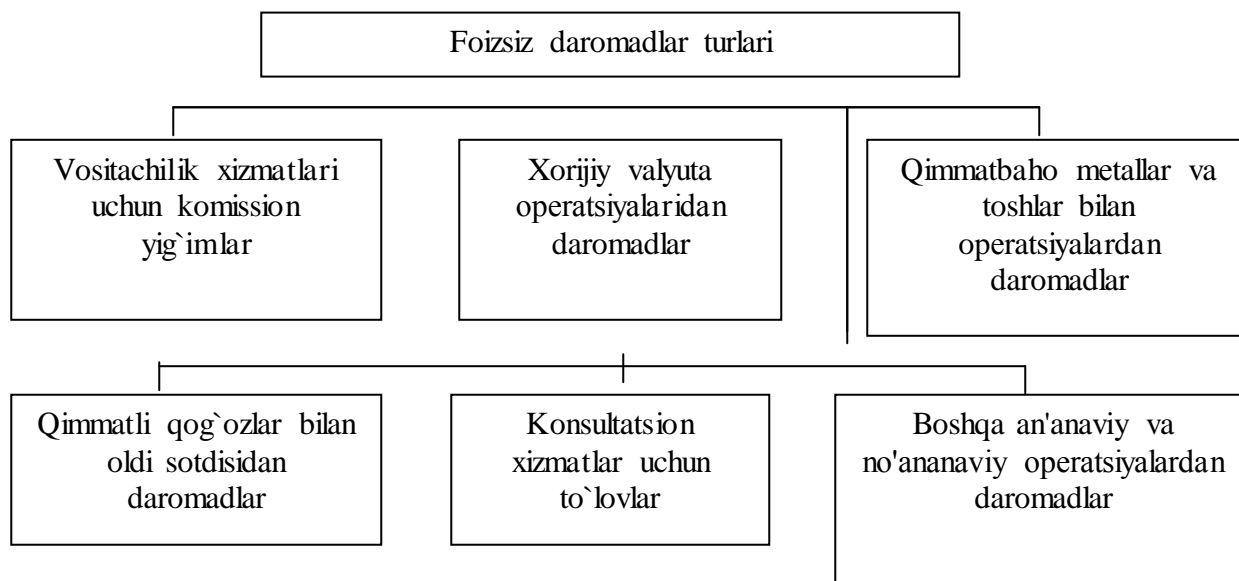 Foizsiz daromadlar turlari
Vositachilik xizmatlari
uchun komission
yig`imlar
Xorijiy valyuta
operatsiyalaridan
daromadlar
Qimmatbaho metallar va
toshlar bilan
operatsiyalardan
daromadlar
Qimmatli qog`ozlar bilan
oldi sotdisidan
daromadlar
Konsultatsion
xizmatlar uchun
to`lovlar
Boshqa an'anaviy va
no'ananaviy operatsiyalardan
daromadlar